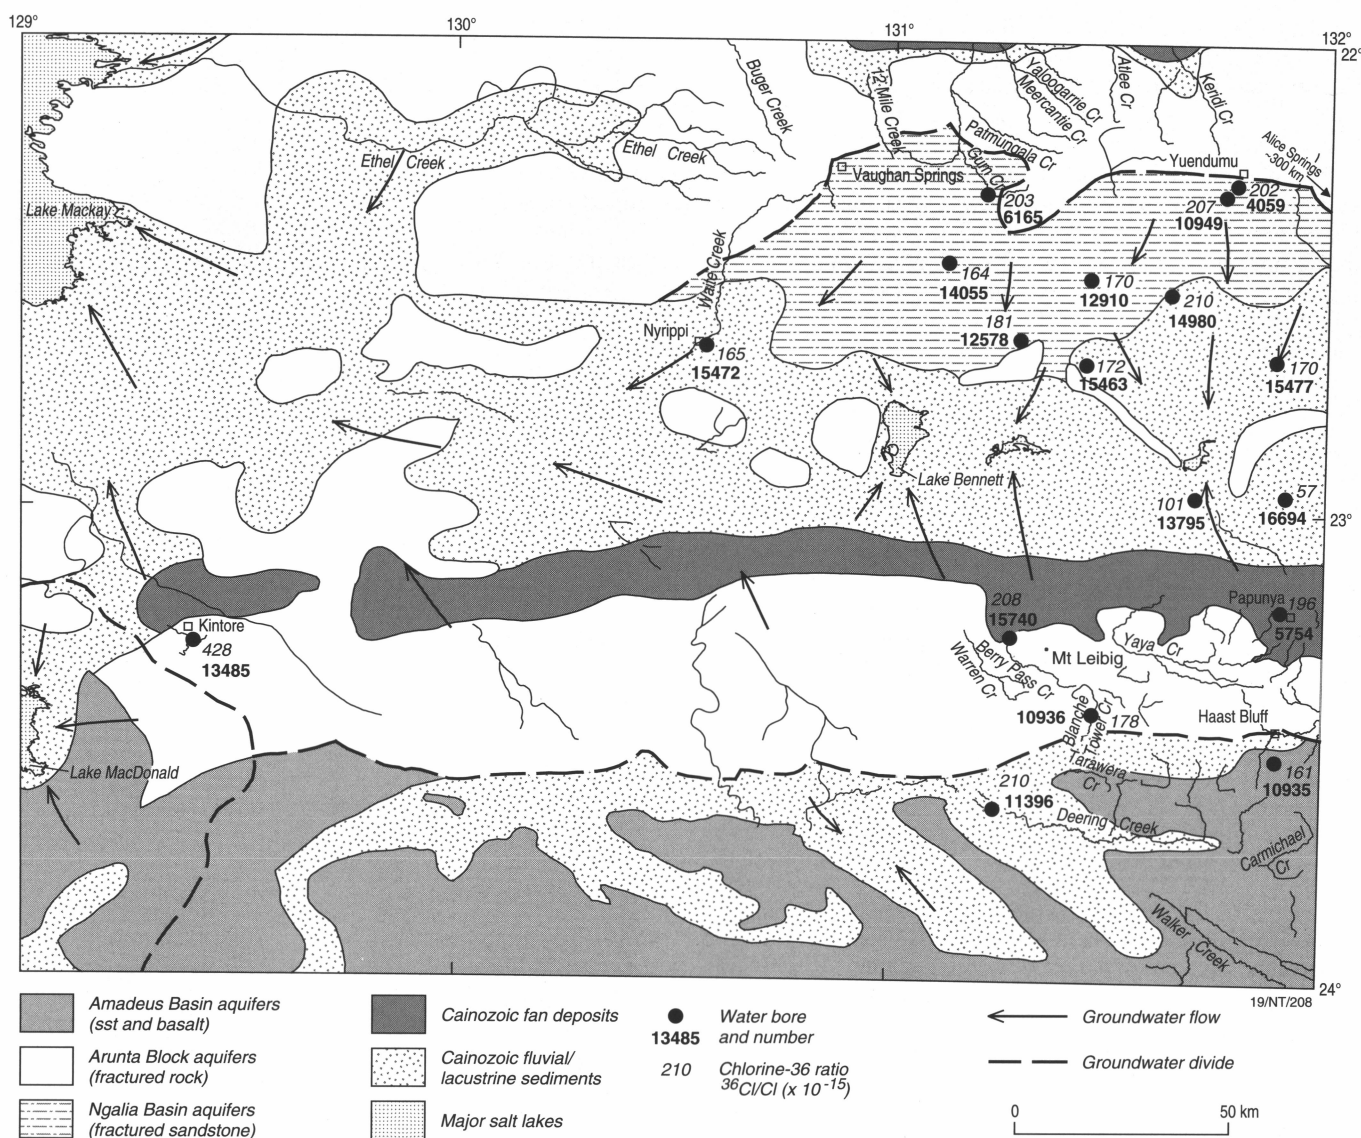 129°
130°
131°
132°
22°
Buger Creek
12 Mile Creek
Yaloogarrie Cr
Meercantie Cr
Atlee Cr
Keridi Cr
Patmungala Cr
Gum Cr
Ethel Creek
Ethel Creek
Vaughan Springs
Yuendumu
Alice Springs
~300 km
Lake Mackay
203
6165
202
4059
207
10949
Waite Creek
164
14055
170
12910
210
14980
181
12578
Nyrippi
165
15472
172
15463
170
15477
Lake Bennett
101
13795
57
16694
23°
208
15740
Papunya
196
5754
Kintore
428
13485
Berry Pass Cr
Warren Cr
Mt Leibig
Yaya Cr
10936
178
Blanche
Tower Cr
Haast Bluff
Tarawera
Cr
Lake MacDonald
161
10935
210
11396
Deering Creek
Carmichael
Cr
Walker Creek
24°
19/NT/208
Amadeus Basin aquifers
(sst and basalt)
Arunta Block aquifers
(fractured rock)
Ngalia Basin aquifers
(fractured sandstone)
Cainozoic fan deposits
Cainozoic fluvial/
lacustrine sediments
Major salt lakes
13485
Water bore
and number
210
Chlorine-36 ratio
³⁶Cl/Cl (x 10⁻¹⁵)
Groundwater flow
Groundwater divide
0
50 km